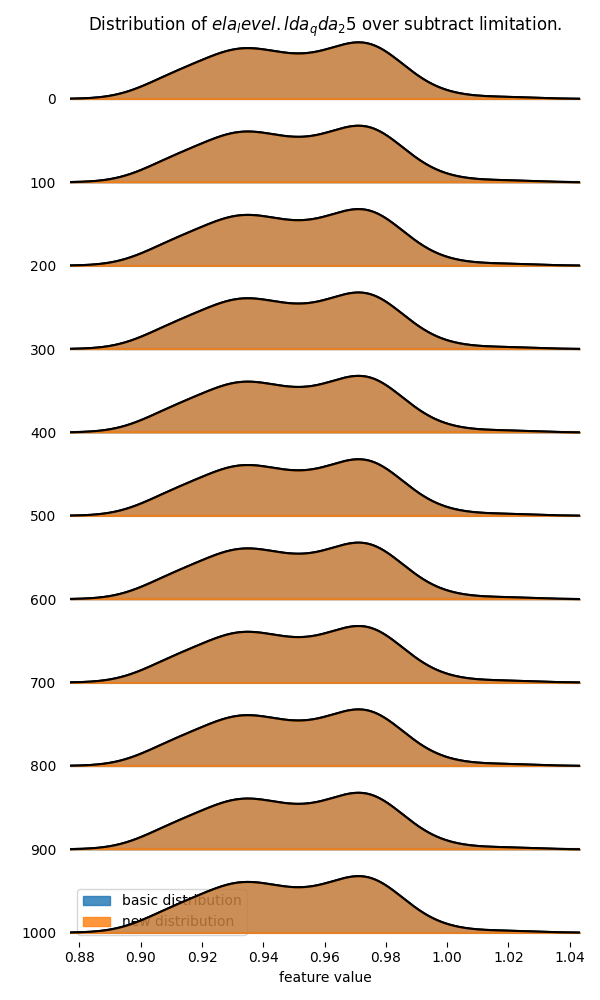 Distribution of $ela_level.lda_qda_25$ over subtract limitation.
0
100
200
300
400
500
600
700
800
900
basic distribution
new distribution
1000
0.88 0.90 0.92 0.94 0.96 0.98 1.00 1.02 1.04
feature value